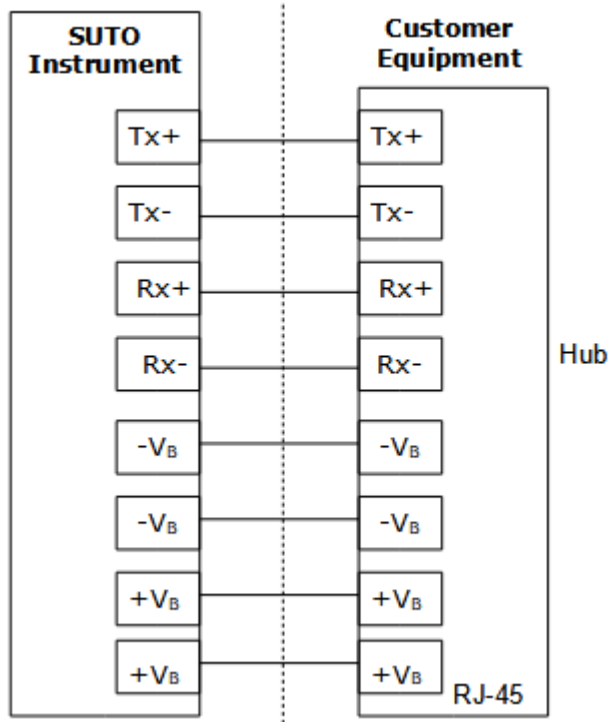 SUTO
Instrument
Customer
Equipment
Tx+ Tx+
Tx- Tx-
Rx+ Rx+
Rx- Rx-
Hub
-VB -VB
-VB -VB
+VB +VB
+VB +VB
RJ-45